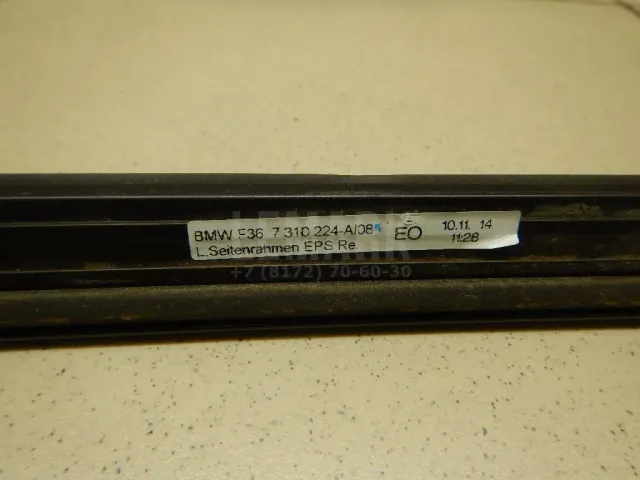 BMW F36 7 310 224-AI08 EO 10.11. 14
L.Seitenrahmen EPS Re 11:28
+7 (8172) 70-60-30